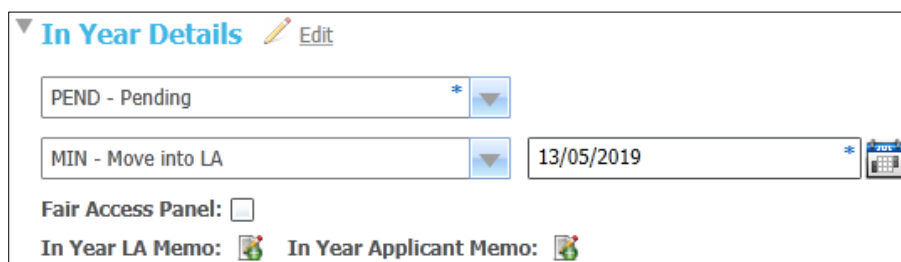 In Year Details Edit
PEND - Pending *
MIN - Move into LA 13/05/2019 *
Fair Access Panel:
In Year LA Memo: In Year Applicant Memo: